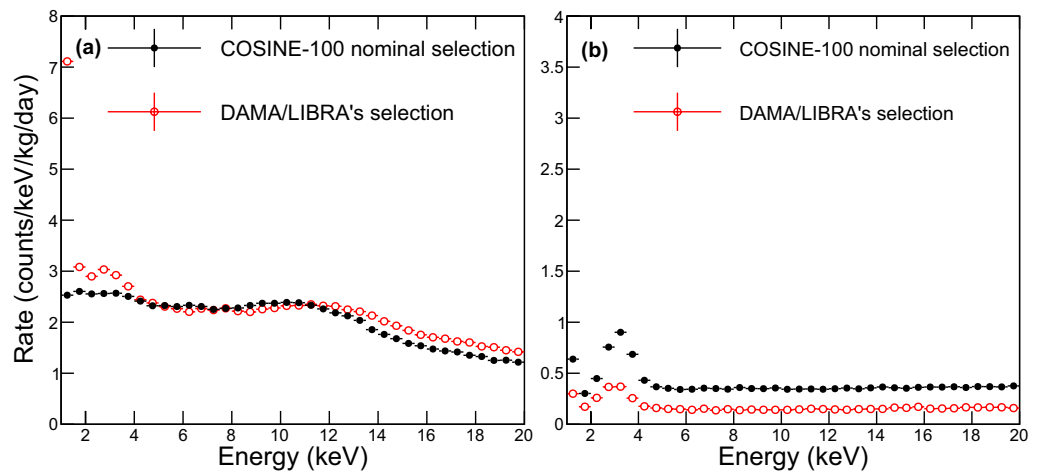 (a)
COSINE-100 nominal selection
DAMA/LIBRA's selection
Rate (counts/keV/kg/day)
8
7
6
5
4
3
2
1
0
2 4 6 8 10 12 14 16 18 20
Energy (keV)
(b)
COSINE-100 nominal selection
DAMA/LIBRA's selection
4
3.5
3
2.5
2
1.5
1
0.5
0
2 4 6 8 10 12 14 16 18 20
Energy (keV)